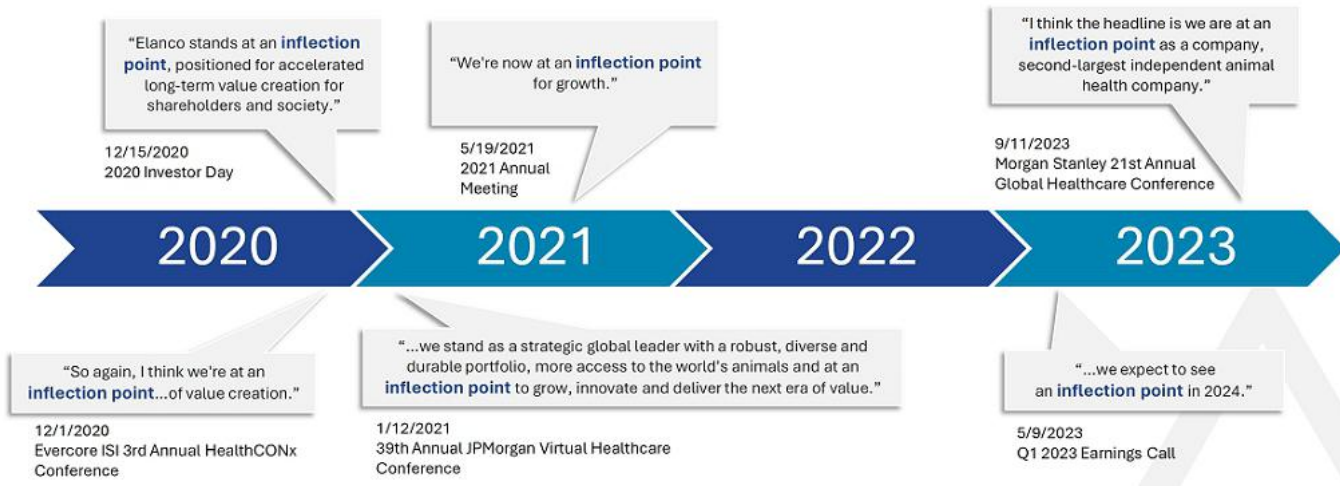 “Elanco stands at an inflection
point, positioned for accelerated
long-term value creation for
shareholders and society.”
12/15/2020
2020 Investor Day
“We're now at an inflection point
for growth.”
5/19/2021
2021 Annual
Meeting
“I think the headline is we are at an
inflection point as a company,
second-largest independent animal
health company.”
9/11/2023
Morgan Stanley 21st Annual
Global Healthcare Conference
2020
2021
2022
2023
“So again, I think we're at an
inflection point...of value creation.”
12/1/2020
Evercore ISI 3rd Annual HealthCONx
Conference
“...we stand as a strategic global leader with a robust, diverse and
durable portfolio, more access to the world's animals and at an
inflection point to grow, innovate and deliver the next era of value.”
1/12/2021
39th Annual JPMorgan Virtual Healthcare
Conference
“...we expect to see
an inflection point in 2024.”
5/9/2023
Q1 2023 Earnings Call